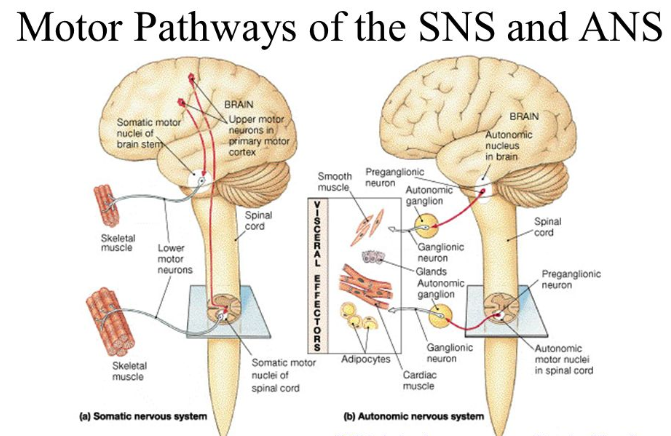 Motor Pathways of the SNS and ANS
BRAIN
Upper motor
neurons in
primary motor
cortex
Somatic motor
nuclei of
brain stem
Skeletal
muscle
Lower
motor
neurons
Spinal
cord
Skeletal
muscle
Somatic motor
nuclei of
spinal cord
(a) Somatic nervous system
BRAIN
Autonomic
nucleus
in brain
Smooth
muscle
Preganglionic
neuron
Autonomic
ganglion
VISCERAL EFFECTORS
Ganglionic
neuron
Glands
Autonomic
ganglion
Spinal
cord
Preganglionic
neuron
Adipocytes
Ganglionic
neuron
Cardiac
muscle
Autonomic
motor nuclei
in spinal cord
(b) Autonomic nervous system